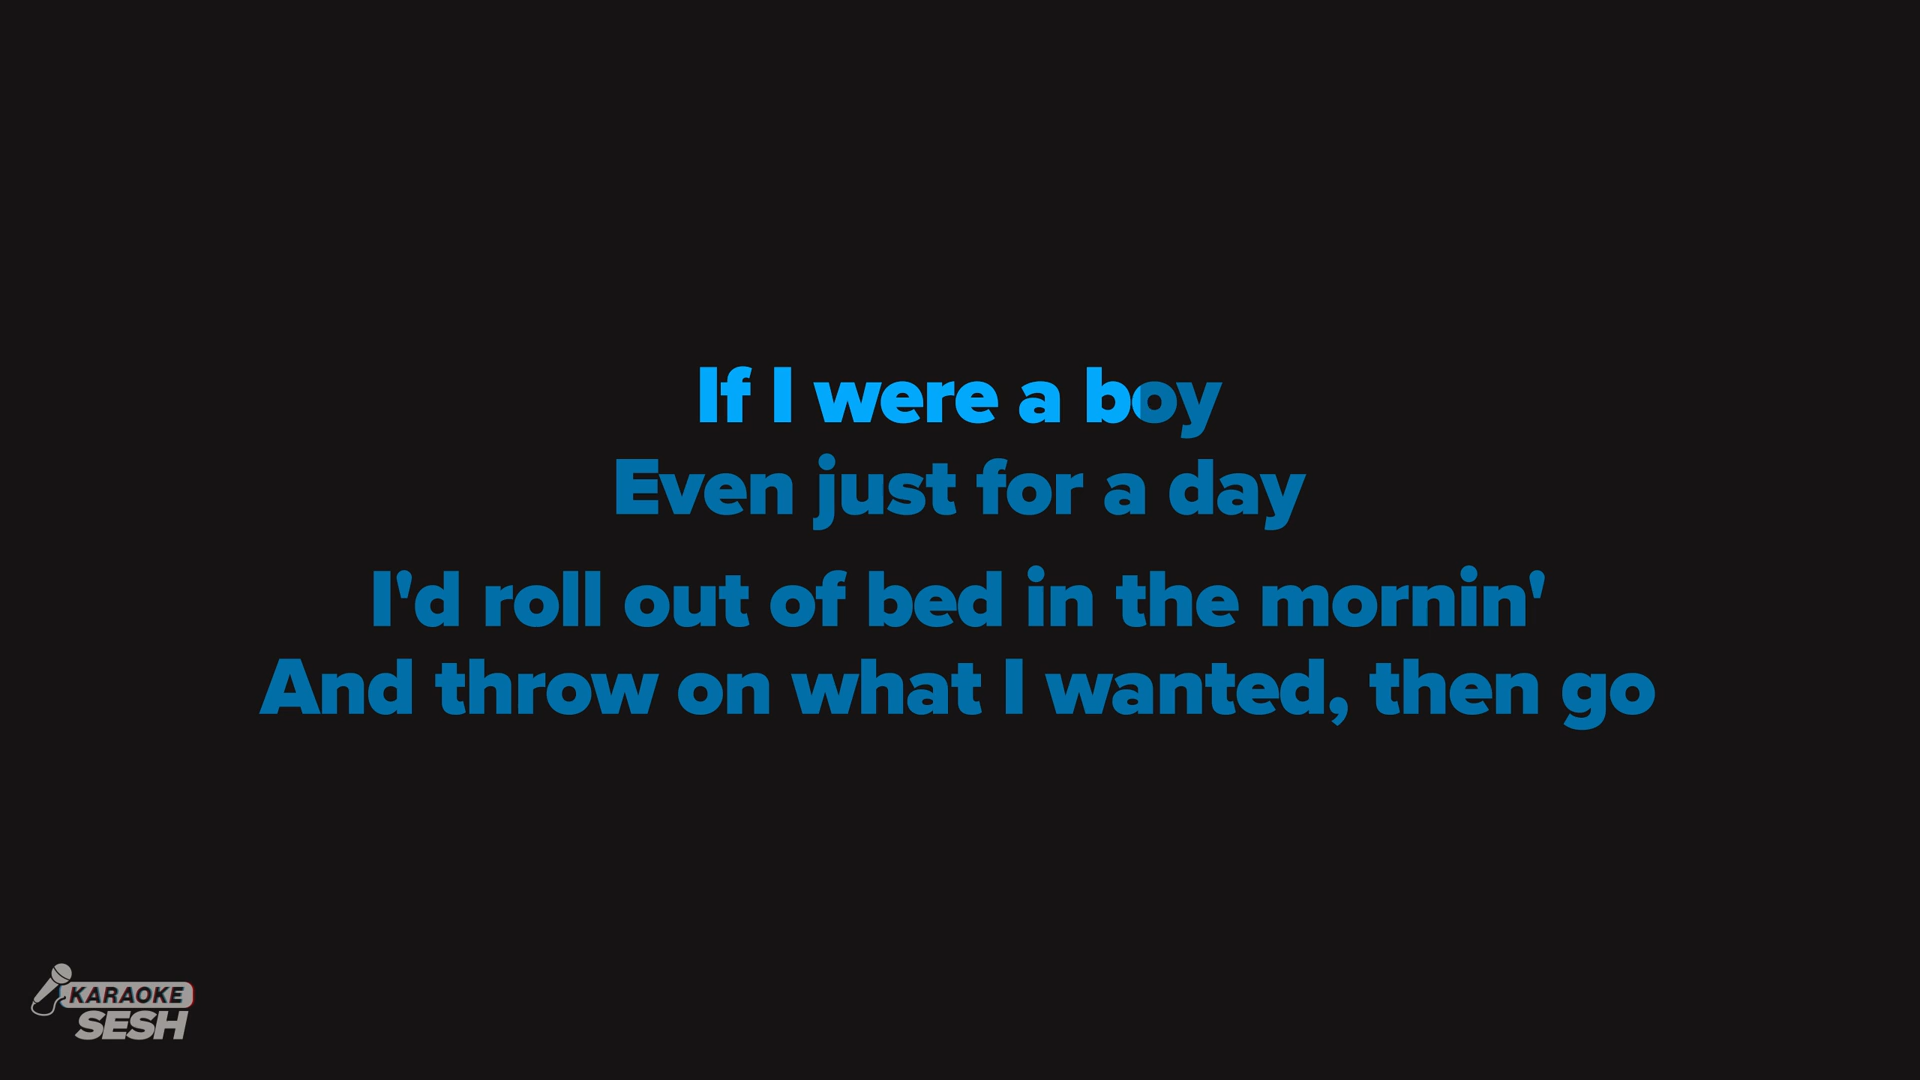 If I were a boy
Even just for a day
I'd roll out of bed in the mornin'
And throw on what I wanted, then go
KARAOKE
SESH